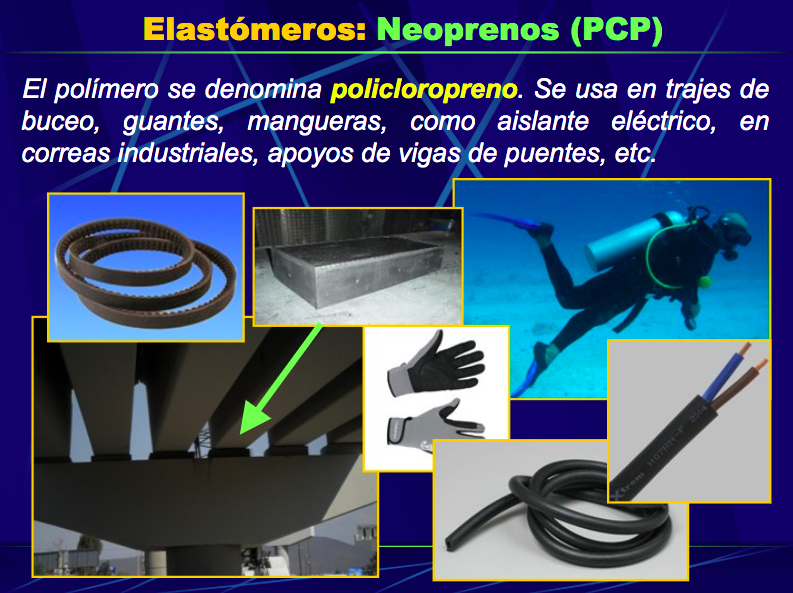 Elastómeros: Neoprenos (PCP)
El polímero se denomina policloropreno. Se usa en trajes de
buceo, guantes, mangueras, como aislante eléctrico, en
correas industriales, apoyos de vigas de puentes, etc.